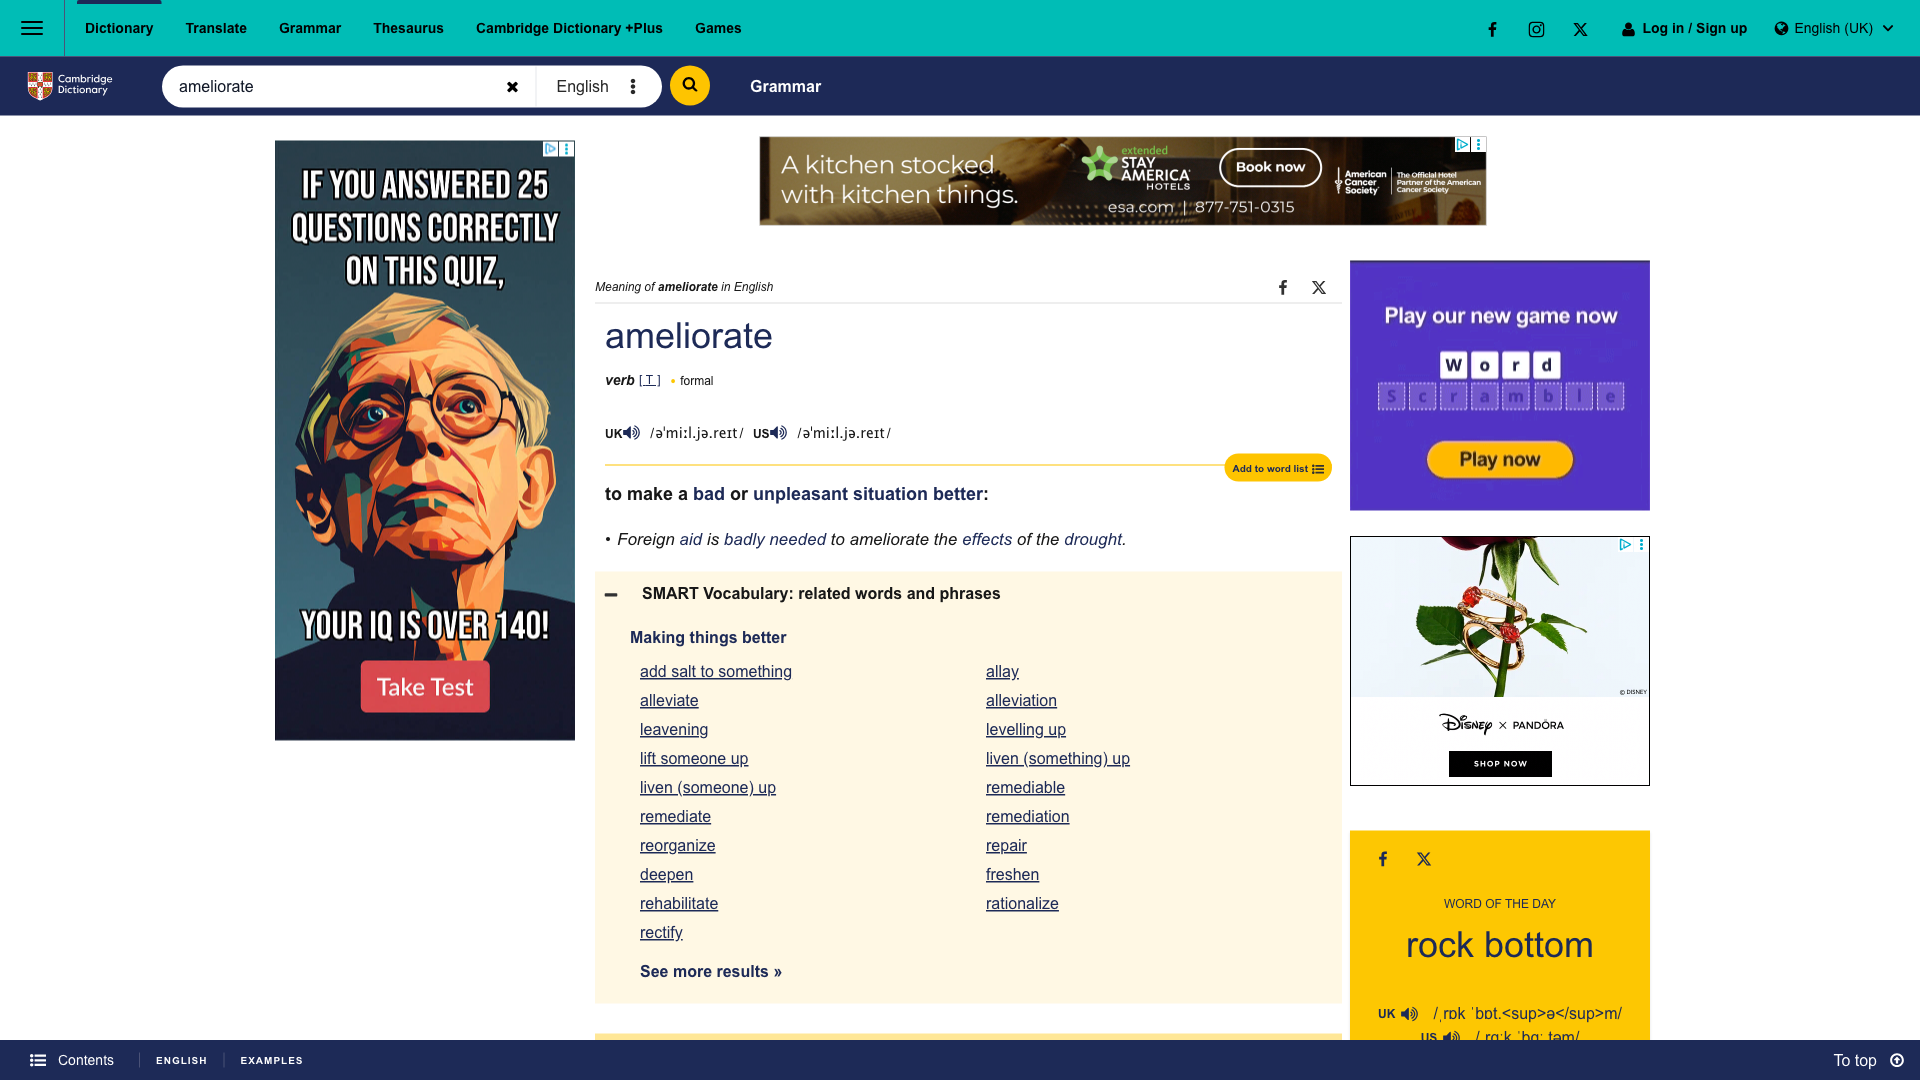 Dictionary Translate Grammar Thesaurus Cambridge Dictionary +Plus Games Log in / Sign up English (UK)
Cambridge
Dictionary
ameliorate English Grammar
IF YOU ANSWERED 25
QUESTIONS CORRECTLY
ON THIS QUIZ,
YOUR IQ IS OVER 140!
Take Test
A kitchen stocked
with kitchen things.
extended
STAY
AMERICA
HOTELS
Book now
esa.com | 877-751-0315
American
Cancer
Society
The Official Hotel
Partner of the American
Cancer Society
Meaning of ameliorate in English
ameliorate
verb [ T ] • formal
UK /əˈmiːl.jə.reɪt/ US /əˈmiːl.jə.reɪt/
Add to word list
to make a bad or unpleasant situation better:
• Foreign aid is badly needed to ameliorate the effects of the drought.
SMART Vocabulary: related words and phrases
Making things better
add salt to something allay
alleviate alleviation
leavening levelling up
lift someone up liven (something) up
liven (someone) up remediable
remediate remediation
reorganize repair
deepen freshen
rehabilitate rationalize
rectify
See more results »
Play our new game now
Word
Scramble
Play now
© DISNEY
Disney × PANDÖRA
SHOP NOW
WORD OF THE DAY
rock bottom
UK /ˌrɒk ˈbɒt.<sup>ə</sup>m/
US /ˌrɑːk ˈbɑː.t̬əm/
Contents ENGLISH EXAMPLES To top